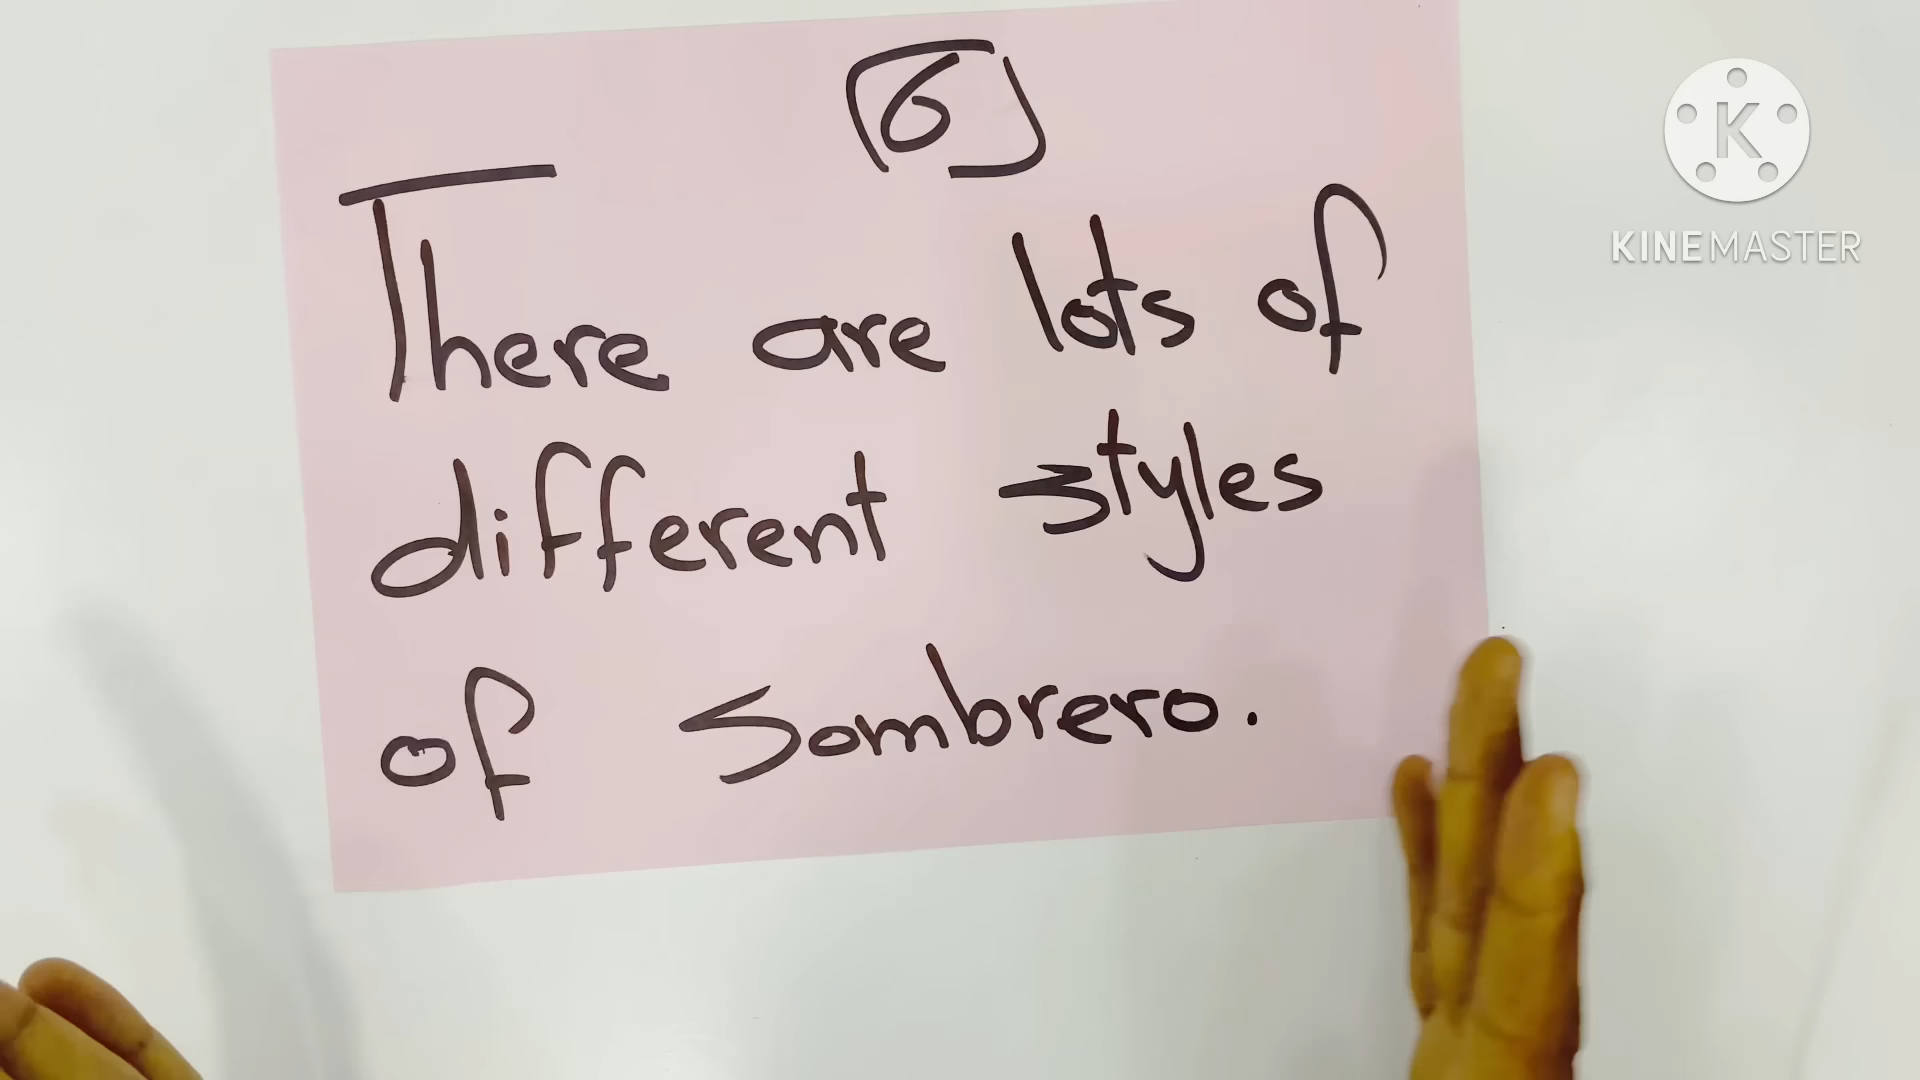 6
There are lots of
different styles
of Sombrero.
K
KINEMASTER